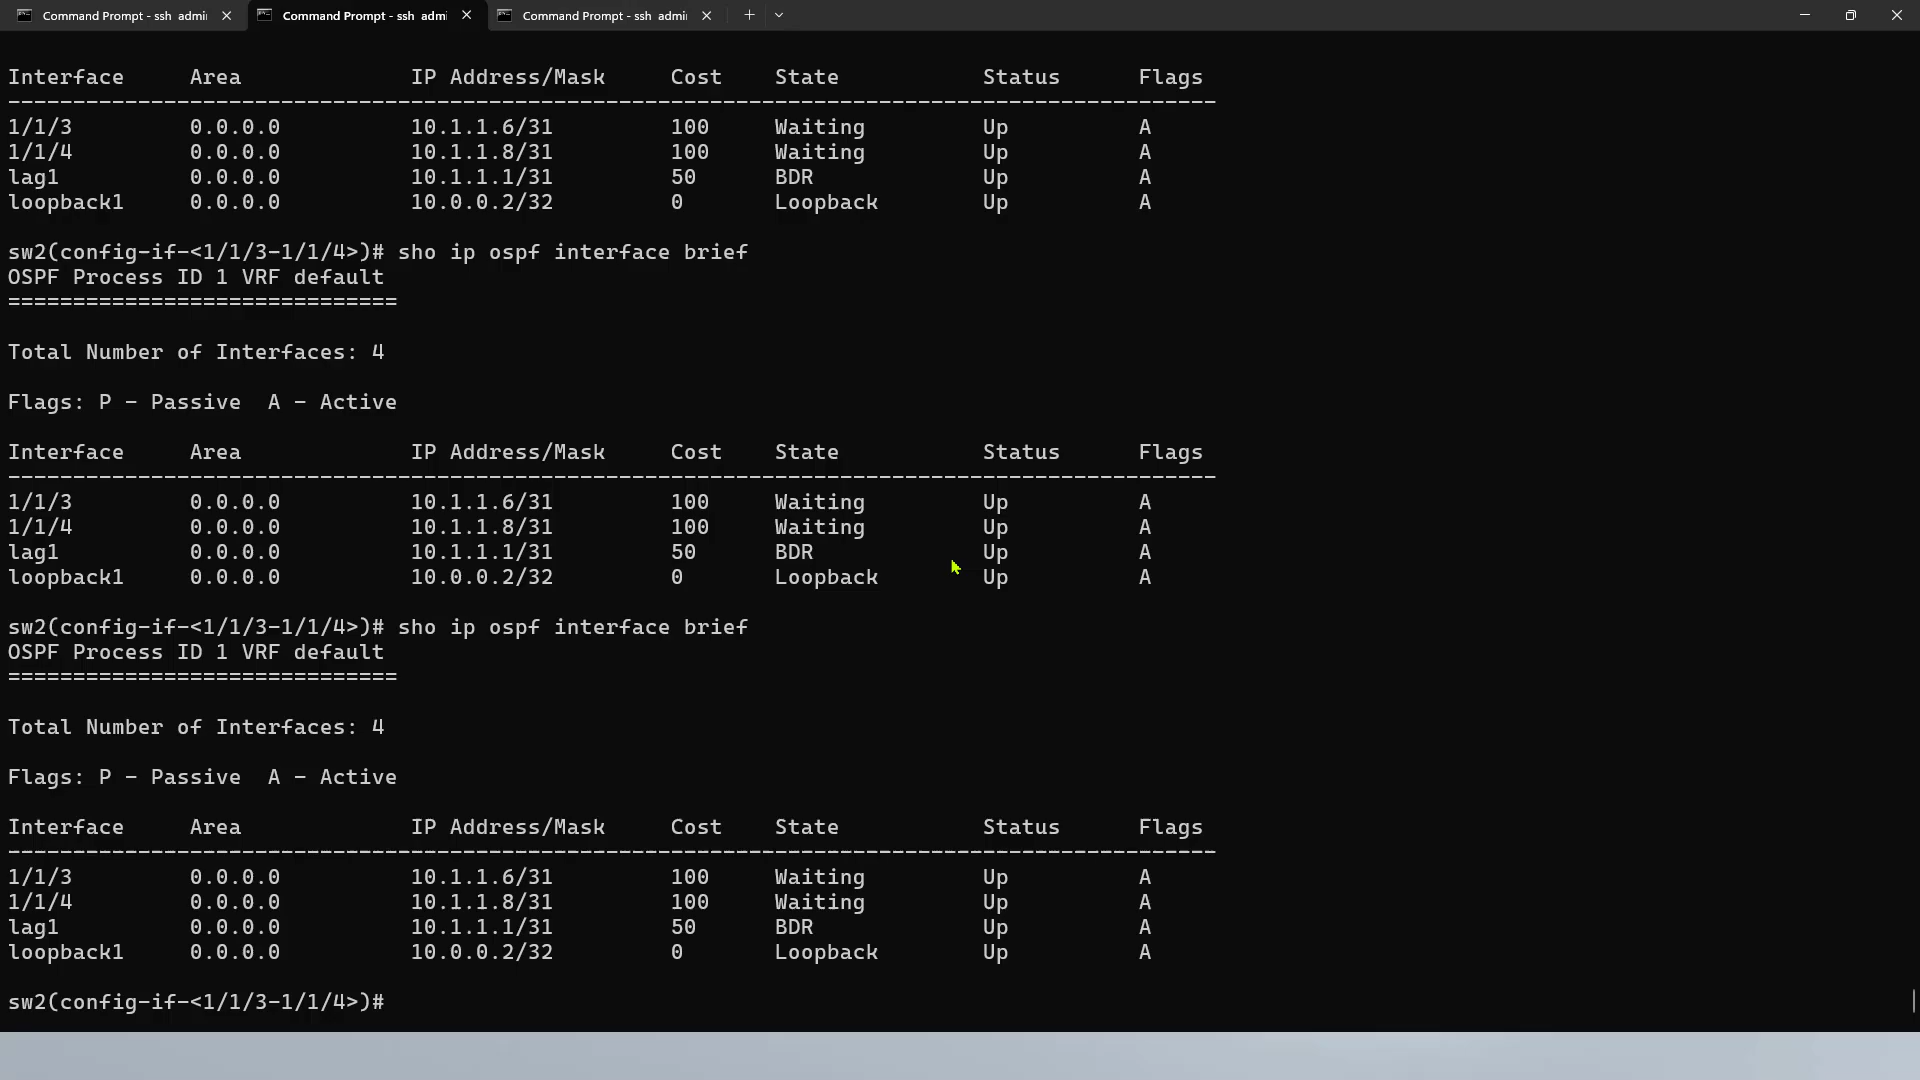 Command Prompt - ssh admi Command Prompt - ssh admi Command Prompt - ssh admi
Interface Area IP Address/Mask Cost State Status Flags
---------------------------------------------------------------------------------------------
1/1/3 0.0.0.0 10.1.1.6/31 100 Waiting Up A
1/1/4 0.0.0.0 10.1.1.8/31 100 Waiting Up A
lag1 0.0.0.0 10.1.1.1/31 50 BDR Up A
loopback1 0.0.0.0 10.0.0.2/32 0 Loopback Up A
sw2(config-if-<1/1/3-1/1/4>)# sho ip ospf interface brief
OSPF Process ID 1 VRF default
==============================
Total Number of Interfaces: 4
Flags: P - Passive A - Active
Interface Area IP Address/Mask Cost State Status Flags
---------------------------------------------------------------------------------------------
1/1/3 0.0.0.0 10.1.1.6/31 100 Waiting Up A
1/1/4 0.0.0.0 10.1.1.8/31 100 Waiting Up A
lag1 0.0.0.0 10.1.1.1/31 50 BDR Up A
loopback1 0.0.0.0 10.0.0.2/32 0 Loopback Up A
sw2(config-if-<1/1/3-1/1/4>)# sho ip ospf interface brief
OSPF Process ID 1 VRF default
==============================
Total Number of Interfaces: 4
Flags: P - Passive A - Active
Interface Area IP Address/Mask Cost State Status Flags
---------------------------------------------------------------------------------------------
1/1/3 0.0.0.0 10.1.1.6/31 100 Waiting Up A
1/1/4 0.0.0.0 10.1.1.8/31 100 Waiting Up A
lag1 0.0.0.0 10.1.1.1/31 50 BDR Up A
loopback1 0.0.0.0 10.0.0.2/32 0 Loopback Up A
sw2(config-if-<1/1/3-1/1/4>)#